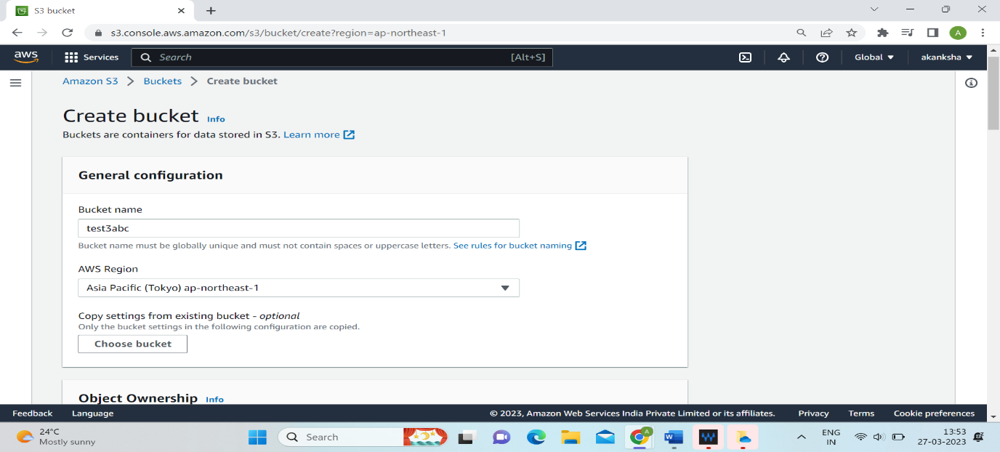 S3 bucket
s3.console.aws.amazon.com/s3/bucket/create?region=ap-northeast-1
A
aws
Services
Search
[Alt+S]
Global
akanksha
Amazon S3 > Buckets > Create bucket
Create bucket Info
Buckets are containers for data stored in S3. Learn more
General configuration
Bucket name
test3abc
Bucket name must be globally unique and must not contain spaces or uppercase letters. See rules for bucket naming
AWS Region
Asia Pacific (Tokyo) ap-northeast-1
Copy settings from existing bucket - optional
Only the bucket settings in the following configuration are copied.
Choose bucket
Object Ownership Info
Feedback
Language
© 2023, Amazon Web Services India Private Limited or its affiliates.
Privacy
Terms
Cookie preferences
24°C
Mostly sunny
Search
A
W
ENG
IN
13:53
27-03-2023